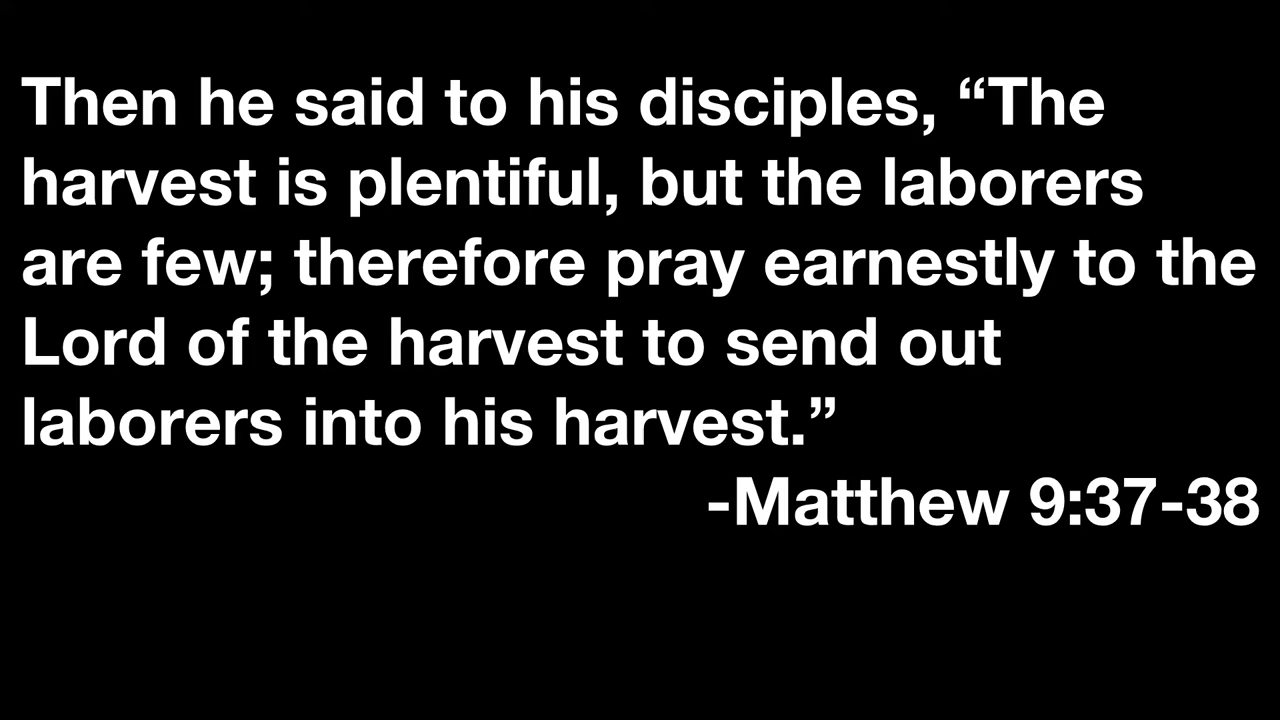 Then he said to his disciples, “The
harvest is plentiful, but the laborers
are few; therefore pray earnestly to the
Lord of the harvest to send out
laborers into his harvest.”
-Matthew 9:37-38